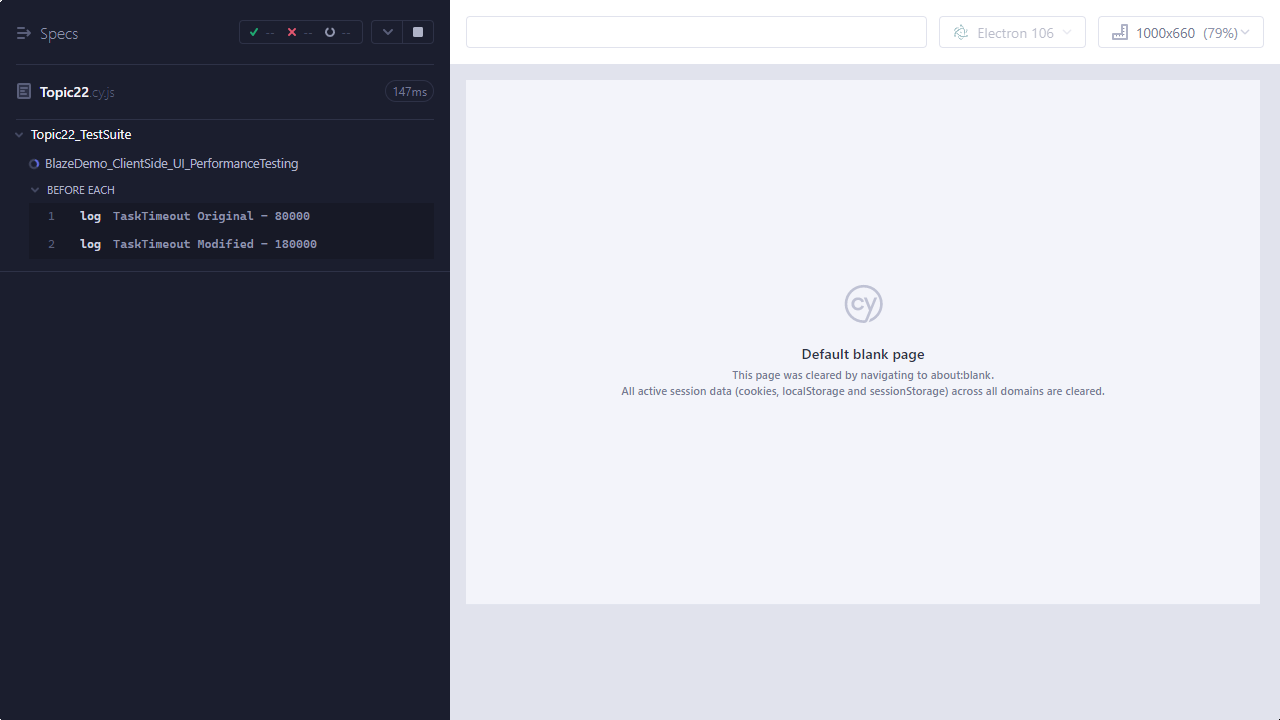 Specs
--
--
--
Topic22.cy.js
147ms
Topic22_TestSuite
BlazeDemo_ClientSide_UI_PerformanceTesting
BEFORE EACH
1 log TaskTimeout Original - 80000
2 log TaskTimeout Modified - 180000
Electron 106
1000x660 (79%)
cy
Default blank page
This page was cleared by navigating to about:blank.
All active session data (cookies, localStorage and sessionStorage) across all domains are cleared.